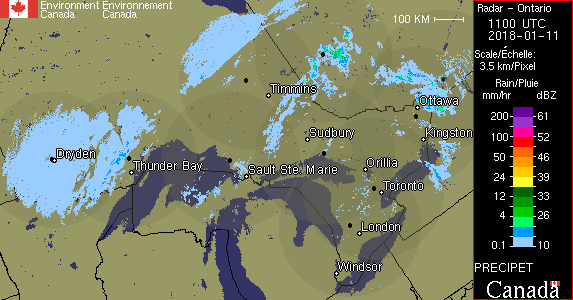 Environment Environnement
Canada Canada
100 KM
Timmins
Ottawa
Sudbury
Kingston
Dryden
Thunder Bay
Sault Ste. Marie
Orillia
Toronto
London
Windsor
Radar - Ontario
1100 UTC
2018-01-11
Scale/Échelle:
3.5 km/Pixel
Rain/Pluie
mm/hr dBZ
200 61
100 52
50 46
24 39
12 33
4 26
0.1 10
PRECIPET
Canada